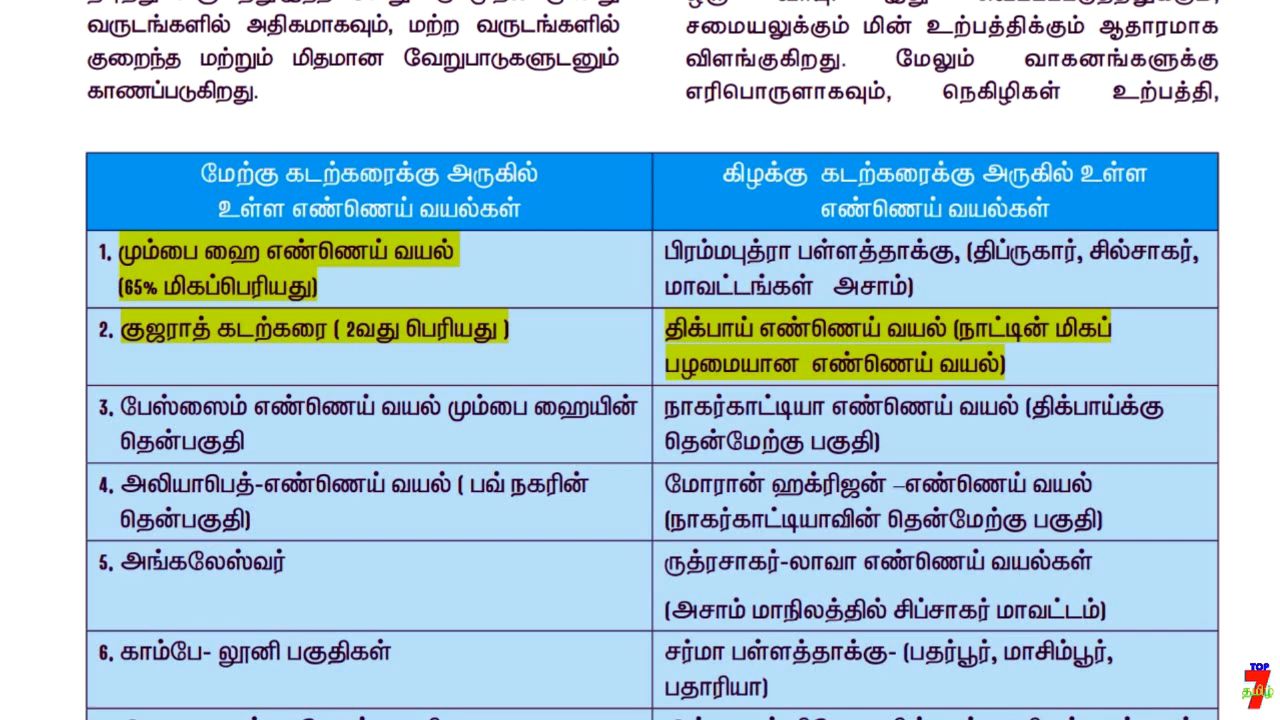 வருடங்களில் அதிகமாகவும், மற்ற வருடங்களில்
குறைந்த மற்றும் மிதமான வேறுபாடுகளுடனும்
காணப்படுகிறது.
சமையலுக்கும் மின் உற்பத்திக்கும் ஆதாரமாக
விளங்குகிறது. மேலும் வாகனங்களுக்கு
எரிபொருளாகவும், நெகிழிகள் உற்பத்தி,
மேற்கு கடற்கரைக்கு அருகில்
உள்ள எண்ணெய் வயல்கள்
கிழக்கு கடற்கரைக்கு அருகில் உள்ள
எண்ணெய் வயல்கள்
1. மும்பை ஹை எண்ணெய் வயல்
(65% மிகப்பெரியது)
பிரம்மபுத்ரா பள்ளத்தாக்கு, (திப்ருகார், சில்சாகர்,
மாவட்டங்கள் அசாம்)
2. குஜராத் கடற்கரை ( 2வது பெரியது )
திக்பாய் எண்ணெய் வயல் (நாட்டின் மிகப்
பழமையான எண்ணெய் வயல்)
3. பேஸ்ஸைம் எண்ணெய் வயல் மும்பை ஹையின்
தென்பகுதி
நாகர்காட்டியா எண்ணெய் வயல் (திக்பாய்க்கு
தென்மேற்கு பகுதி)
4. அலியாபெத்-எண்ணெய் வயல் ( பவ் நகரின்
தென்பகுதி)
மோரான் ஹக்ரிஜன் –எண்ணெய் வயல்
(நாகர்காட்டியாவின் தென்மேற்கு பகுதி)
5. அங்கலேஸ்வர்
ருத்ரசாகர்-லாவா எண்ணெய் வயல்கள்
(அசாம் மாநிலத்தில் சிப்சாகர் மாவட்டம்)
6. காம்பே- லூனி பகுதிகள்
சர்மா பள்ளத்தாக்கு- (பதர்பூர், மாசிம்பூர்,
பதாரியா)
TOP
7
தமிழ்